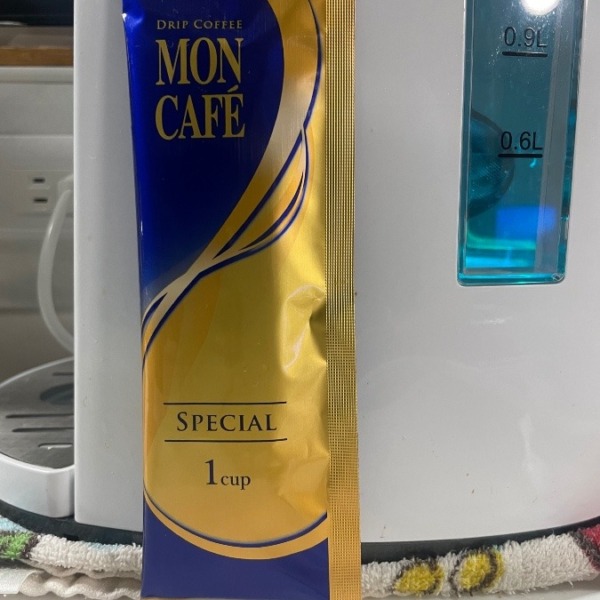 DRIP COFFEE
MON
CAFÉ
SPECIAL
1cup
0.9L
0.6L